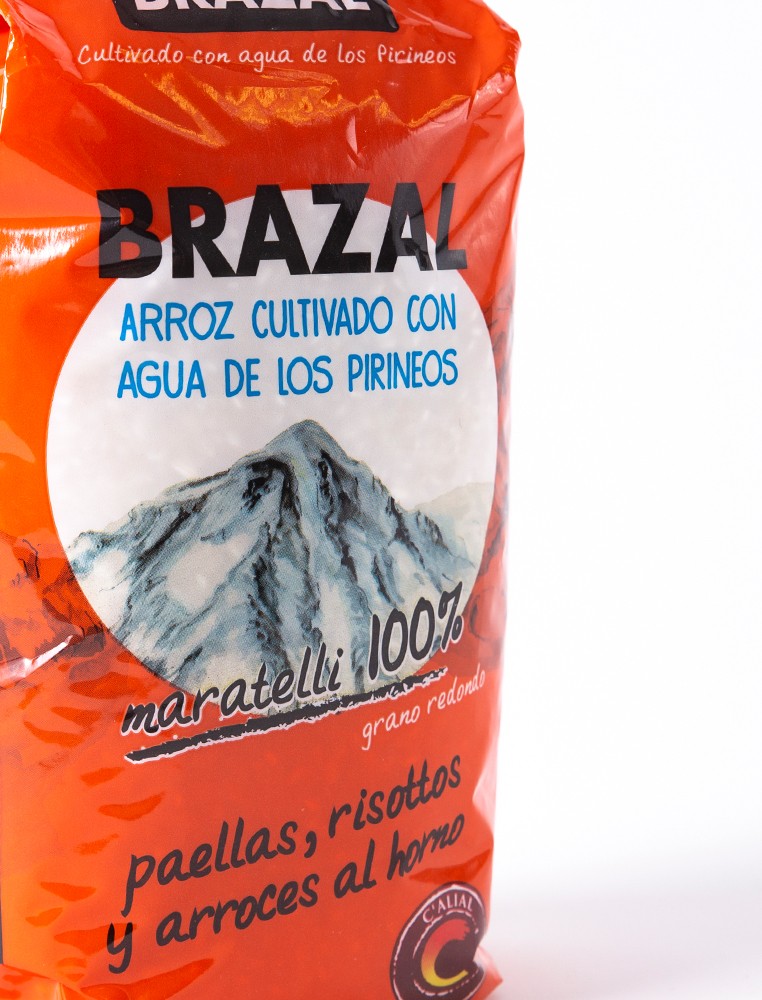 BRAZAL
Cultivado con agua de los Pirineos
BRAZAL
ARROZ CULTIVADO CON
AGUA DE LOS PIRINEOS
maratelli 100%
grano redondo
paellas, risottos
y arroces al horno
C'ALIAL